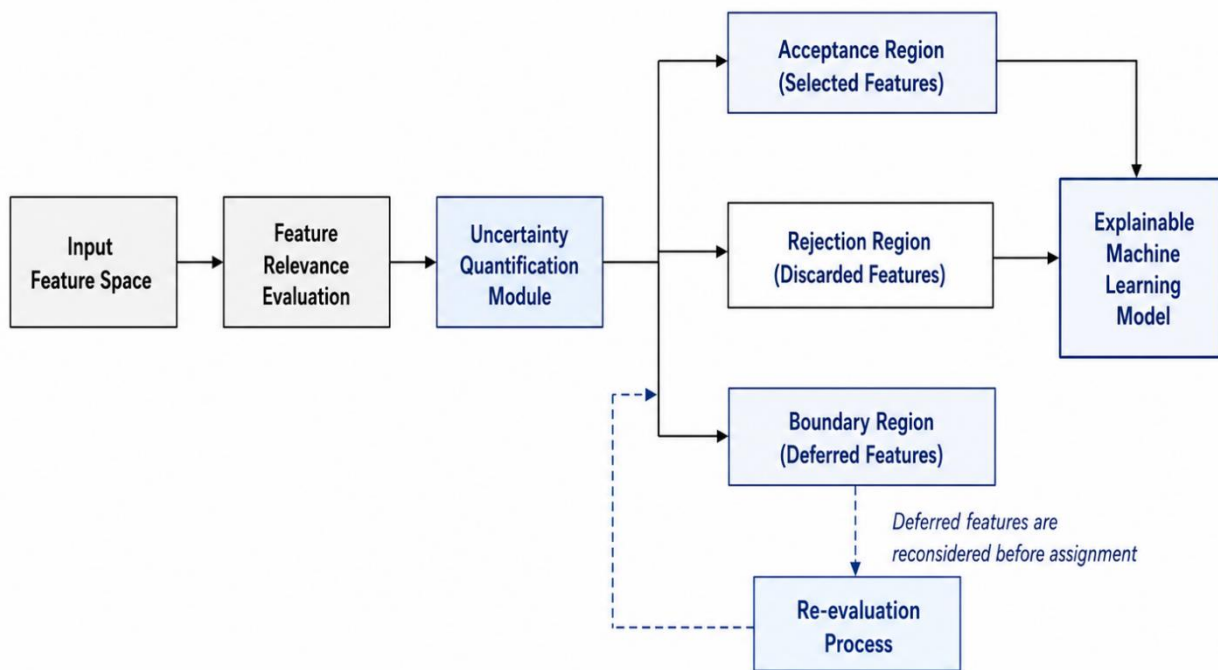 Acceptance Region
(Selected Features)
Input
Feature Space
Feature
Relevance
Evaluation
Uncertainty
Quantification
Module
Rejection Region
(Discarded Features)
Explainable
Machine
Learning
Model
Boundary Region
(Deferred Features)
Deferred features are
reconsidered before assignment
Re-evaluation
Process